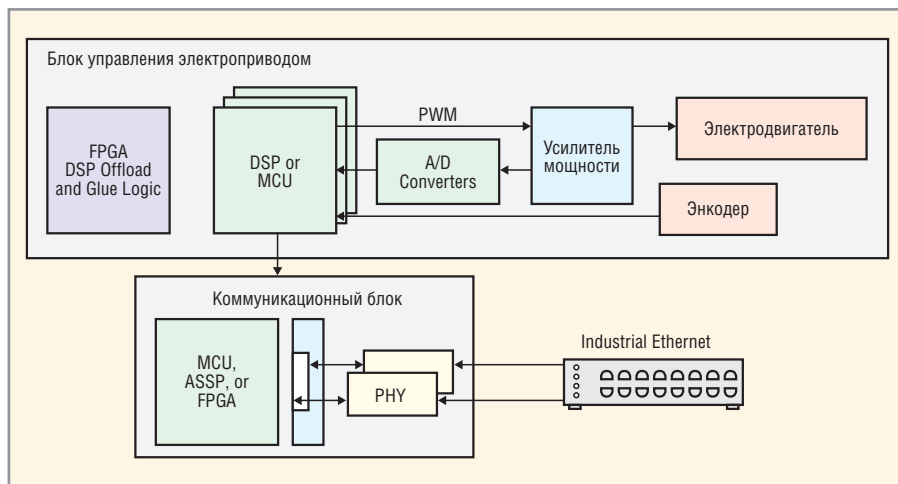 Блок управления электроприводом
FPGA
DSP Offload
and Glue Logic
DSP or
MCU
PWM
A/D
Converters
Усилитель
мощности
Электродвигатель
Энкодер
Коммуникационный блок
MCU,
ASSP, or
FPGA
PHY
Industrial Ethernet